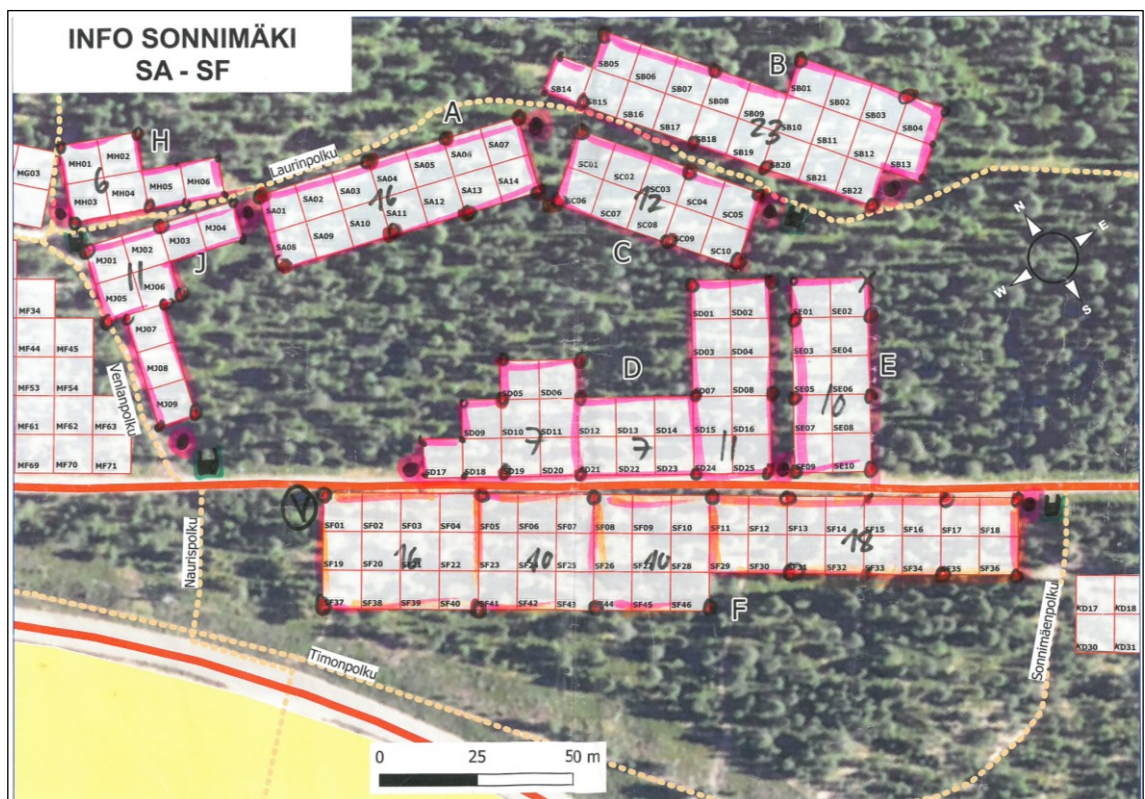 INFO SONNIMÄKI
SA - SF
H
A
B
MG03
MH01
MH02
MH03
MH04
MH05
MH06
6
Laurinpolku
SA01
SA02
SA03
SA04
SA05
SA06
SA07
SA08
SA09
SA10
SA11
SA12
SA13
SA14
16
SB14
SB05
SB06
SB07
SB08
SB09
SB01
SB02
SB03
SB04
SB15
SB16
SB17
SB18
SB19
SB10
SB11
SB12
SB13
SB20
SB21
SB22
23
SC01
SC02
SC03
SC04
SC05
SC06
SC07
SC08
SC09
SC10
12
C
N
E
W
S
MJ01
MJ02
MJ03
MJ04
MJ05
MJ06
11
J
MJ07
MJ08
MJ09
Venlanpolku
MF34
MF44
MF45
MF53
MF54
MF61
MF62
MF63
MF69
MF70
MF71
D
SD01
SD02
SD03
SD04
SD05
SD06
SD07
SD08
SD09
SD10
SD11
SD12
SD13
SD14
SD15
SD16
SD17
SD18
SD19
SD20
SD21
SD22
SD23
SD24
SD25
7
7
11
E
SE01
SE02
SE03
SE04
SE05
SE06
SE07
SE08
SE09
SE10
10
V
SF01
SF02
SF03
SF04
SF05
SF06
SF07
SF08
SF09
SF10
SF11
SF12
SF13
SF14
SF15
SF16
SF17
SF18
SF19
SF20
SF21
SF22
SF23
SF25
SF26
SF28
SF29
SF30
SF31
SF32
SF33
SF34
SF35
SF36
16
10
10
18
SF37
SF38
SF39
SF40
SF41
SF42
SF43
SF44
SF45
SF46
F
Naurispolku
Timonpolku
Sonnimäenpolku
KD17
KD18
KD30
KD31
0 25 50 m